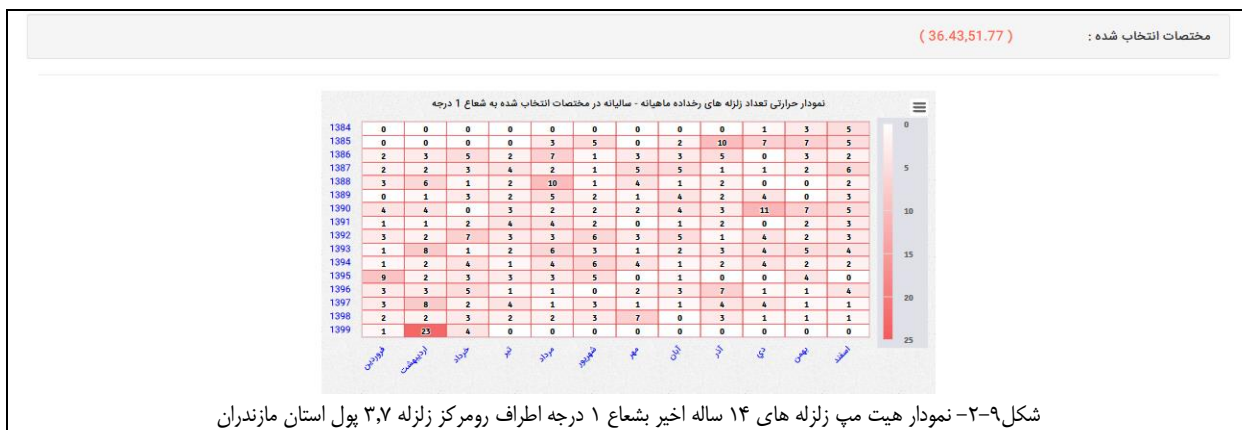 مختصات انتخاب شده : ( 36.43,51.77 )
نمودار حرارتی تعداد زلزله های رخداده ماهیانه - سالیانه در مختصات انتخاب شده به شعاع 1 درجه
1384 0 0 0 0 0 0 0 0 0 1 3 5
1385 0 0 0 0 3 5 0 2 10 7 7 5
1386 2 3 5 2 7 1 3 3 5 0 3 2
1387 2 2 3 4 2 1 5 5 1 1 2 6
1388 3 6 1 2 10 1 4 1 2 0 0 2
1389 0 1 3 2 5 2 1 4 2 4 0 3
1390 4 4 0 3 2 2 2 4 3 11 7 5
1391 1 1 2 4 4 2 0 1 2 0 2 3
1392 3 2 7 3 3 6 3 5 1 4 2 3
1393 1 8 1 2 6 3 1 2 3 4 5 4
1394 1 2 4 1 4 6 4 1 2 4 2 2
1395 9 2 3 3 3 5 0 1 0 0 4 0
1396 3 3 5 1 1 0 2 3 7 1 1 4
1397 3 8 2 4 1 3 1 1 4 4 1 1
1398 2 2 3 2 2 3 7 0 3 1 1 1
1399 1 23 4 0 0 0 0 0 0 0 0 0
فروردین اردیبهشت خرداد تیر مرداد شهریور مهر آبان آذر دي بهمن اسفند
0
5
10
15
20
25
شکل۹-۲- نمودار هیت مپ زلزله های ۱۴ ساله اخیر بشعاع ۱ درجه اطراف رومرکز زلزله ۳٫۷ پول استان مازندران